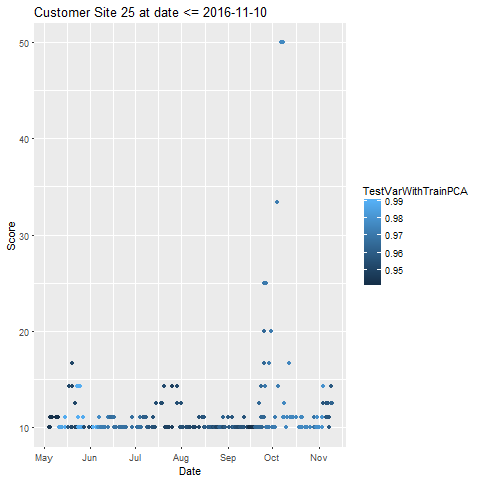 Customer Site 25 at date <= 2016-11-10
50
40
30
20
10
Score
May Jun Jul Aug Sep Oct Nov
Date
TestVarWithTrainPCA
0.99
0.98
0.97
0.96
0.95